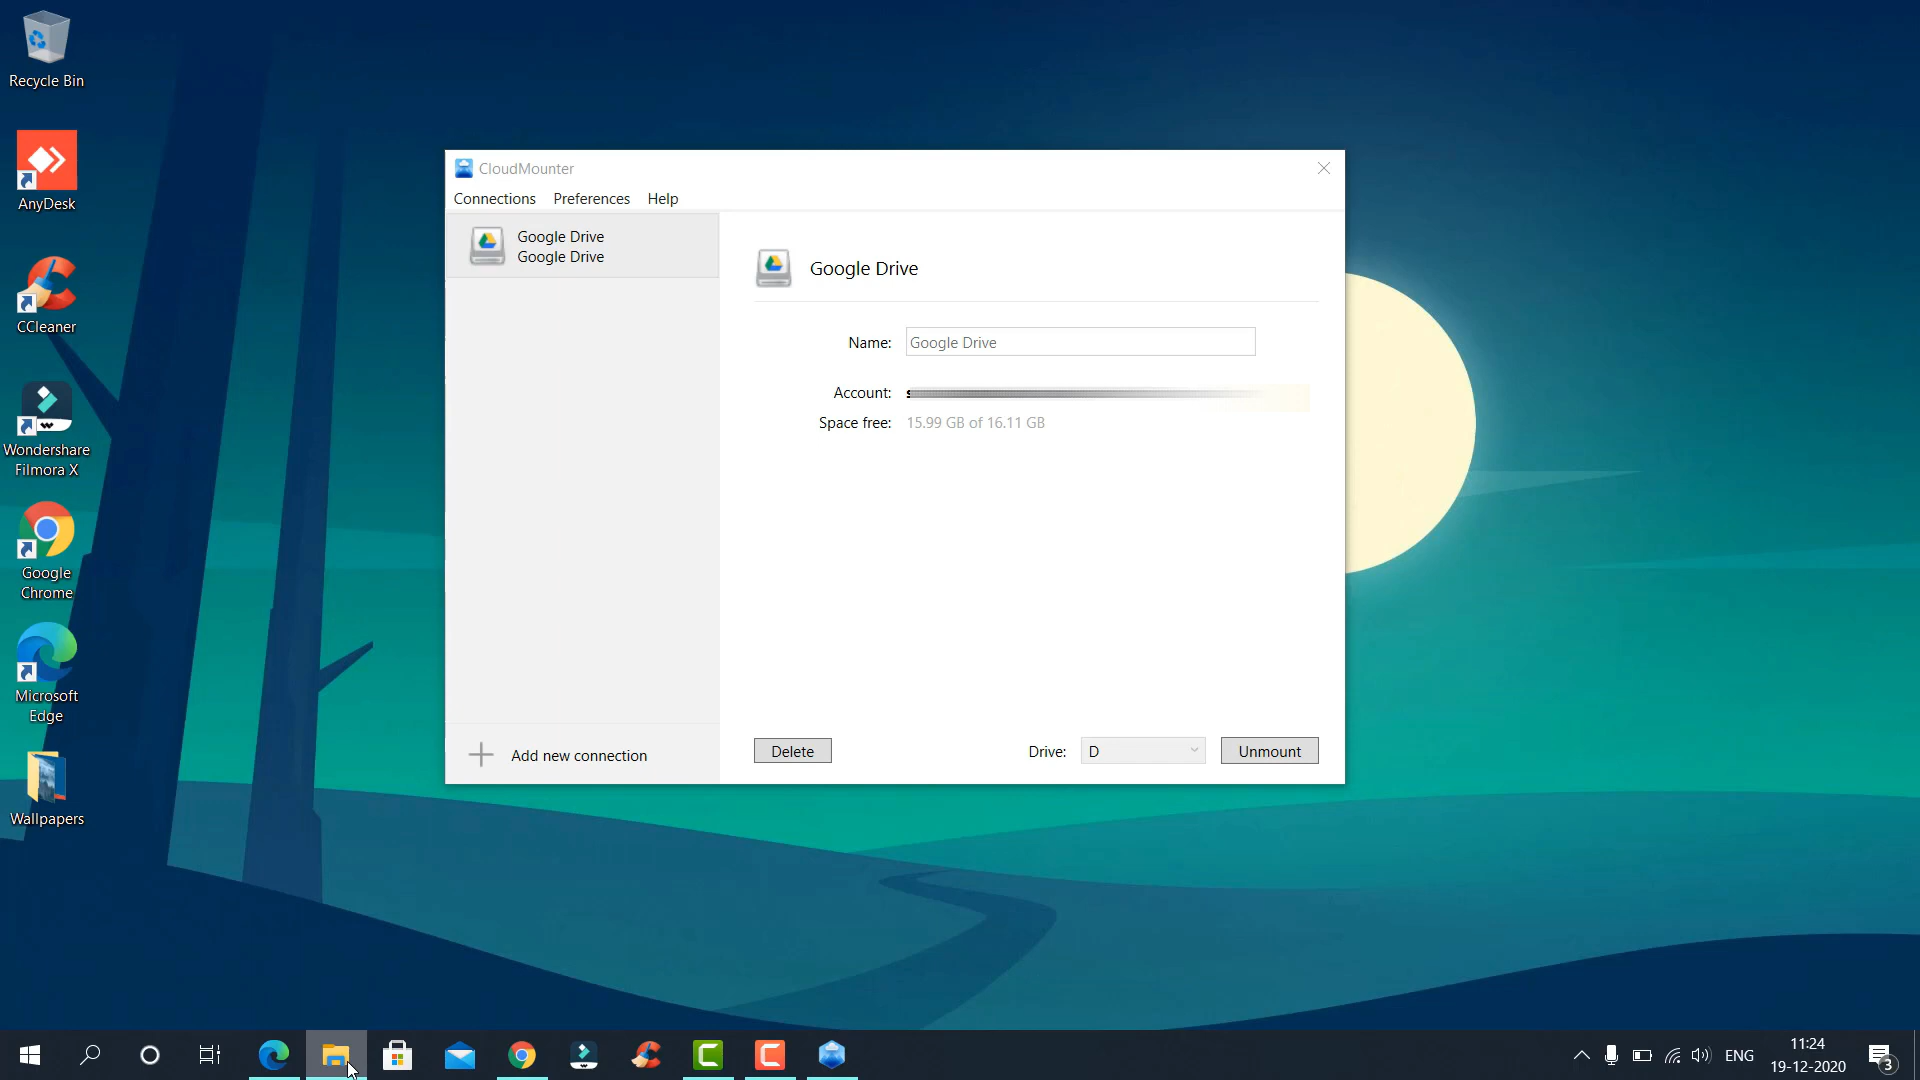 Recycle Bin
AnyDesk
CCleaner
Wondershare
Filmora X
Google
Chrome
Microsoft
Edge
Wallpapers
CloudMounter
Connections Preferences Help
Google Drive
Google Drive
Add new connection
Google Drive
Name: Google Drive
Account:
Space free: 15.99 GB of 16.11 GB
Delete
Drive: D
Unmount
ENG
11:24
19-12-2020
3